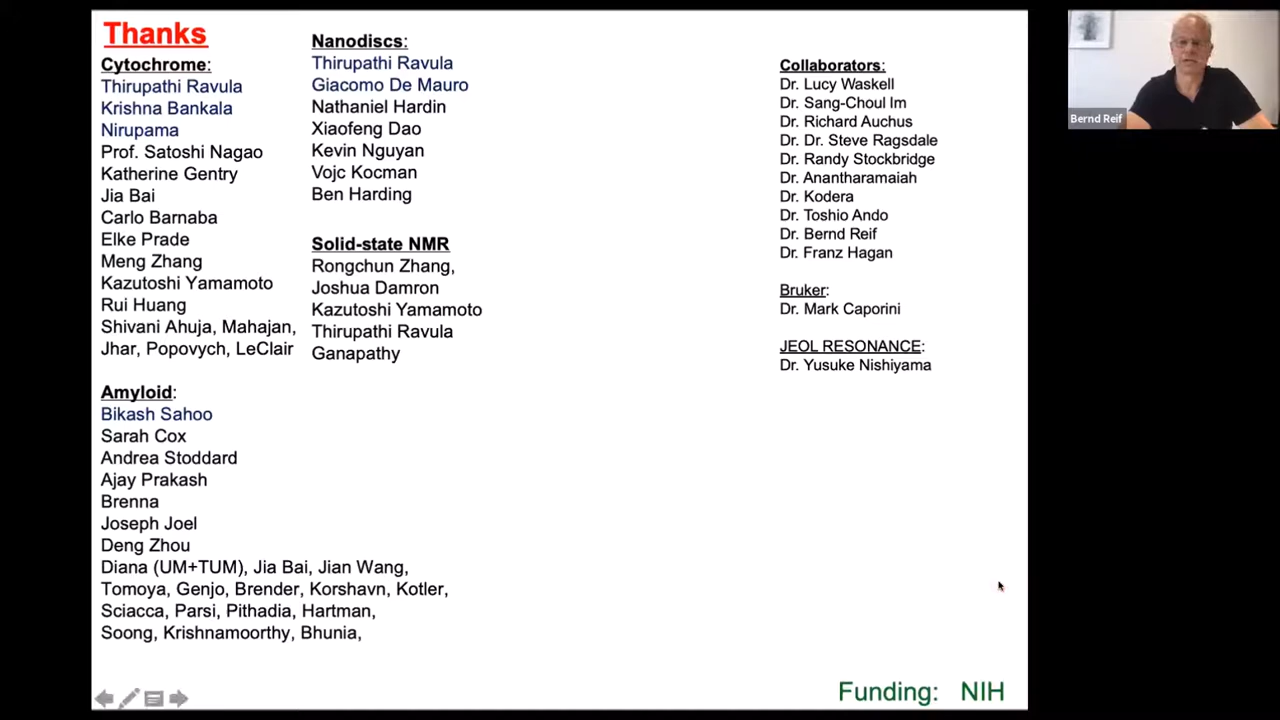 Thanks
Cytochrome:
Thirupathi Ravula
Krishna Bankala
Nirupama
Prof. Satoshi Nagao
Katherine Gentry
Jia Bai
Carlo Barnaba
Elke Prade
Meng Zhang
Kazutoshi Yamamoto
Rui Huang
Shivani Ahuja, Mahajan,
Jhar, Popovych, LeClair
Amyloid:
Bikash Sahoo
Sarah Cox
Andrea Stoddard
Ajay Prakash
Brenna
Joseph Joel
Deng Zhou
Diana (UM+TUM), Jia Bai, Jian Wang,
Tomoya, Genjo, Brender, Korshavn, Kotler,
Sciacca, Parsi, Pithadia, Hartman,
Soong, Krishnamoorthy, Bhunia,
Nanodiscs:
Thirupathi Ravula
Giacomo De Mauro
Nathaniel Hardin
Xiaofeng Dao
Kevin Nguyan
Vojc Kocman
Ben Harding
Solid-state NMR
Rongchun Zhang,
Joshua Damron
Kazutoshi Yamamoto
Thirupathi Ravula
Ganapathy
Collaborators:
Dr. Lucy Waskell
Dr. Sang-Choul Im
Dr. Richard Auchus
Dr. Dr. Steve Ragsdale
Dr. Randy Stockbridge
Dr. Anantharamaiah
Dr. Kodera
Dr. Toshio Ando
Dr. Bernd Reif
Dr. Franz Hagan
Bruker:
Dr. Mark Caporini
JEOL RESONANCE:
Dr. Yusuke Nishiyama
Funding: NIH
Bernd Reif